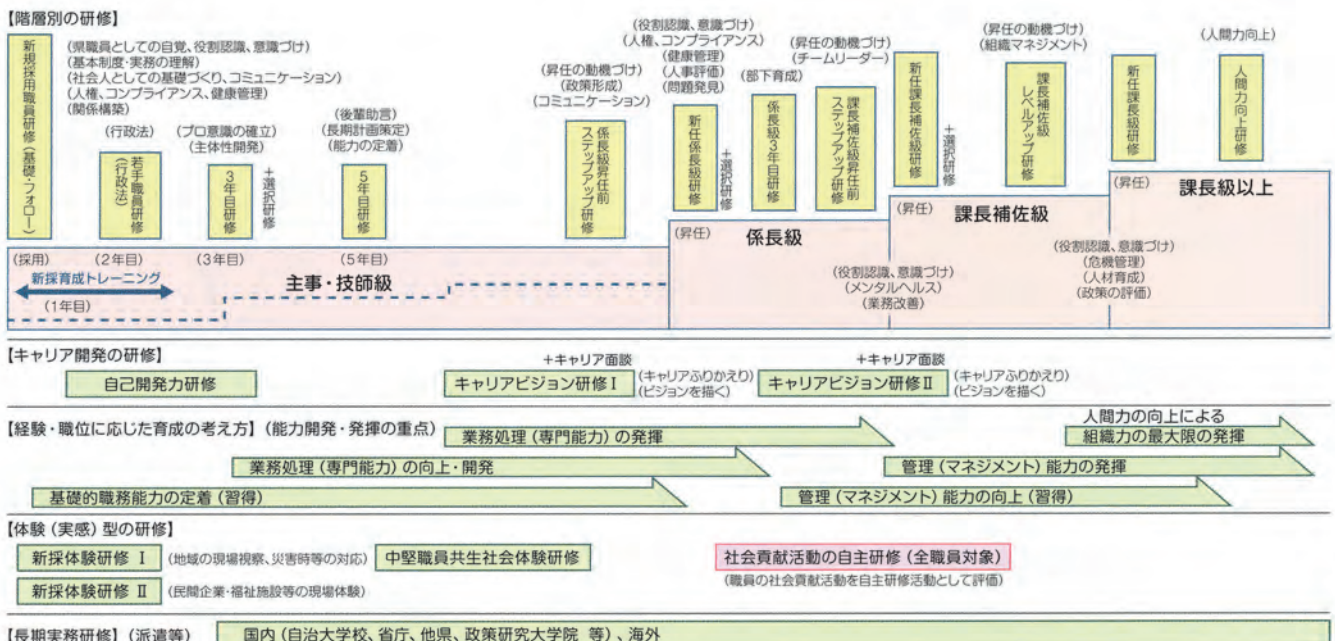 【階層別の研修】
新規採用職員研修(基礎・フォロー)
(県職員としての自覚、役割認識、意識づけ)
(基本制度・実務の理解)
(社会人としての基礎づくり、コミュニケーション)
(人権、コンプライアンス、健康管理)
(関係構築)
(行政法)
若手職員研修(行政法)
(プロ意識の確立)
(主体性開発)
3年目研修
+選択研修
(後輩助言)
(長期計画策定)
(能力の定着)
5年目研修
(昇任の動機づけ)
(政策形成)
(コミュニケーション)
係長級昇任前ステップアップ研修
(役割認識、意識づけ)
(人権、コンプライアンス)
(健康管理)
(人事評価)
(問題発見)
新任係長級研修
+選択研修
(部下育成)
係長級3年目研修
(昇任の動機づけ)
(チームリーダー)
課長補佐級昇任前ステップアップ研修
新任課長補佐級研修
+選択研修
(昇任の動機づけ)
(組織マネジメント)
課長補佐級レベルアップ研修
新任課長級研修
(人間力向上)
人間力向上研修
(採用)
(2年目)
(3年目)
(5年目)
新採育成トレーニング
(1年目)
主事・技師級
(昇任)
係長級
(役割認識、意識づけ)
(メンタルヘルス)
(業務改善)
(昇任)
課長補佐級
(役割認識、意識づけ)
(危機管理)
(人材育成)
(政策の評価)
(昇任)
課長級以上
【キャリア開発の研修】
自己開発力研修
+キャリア面談
キャリアビジョン研修Ⅰ
(キャリアふりかえり)
(ビジョンを描く)
+キャリア面談
キャリアビジョン研修Ⅱ
(キャリアふりかえり)
(ビジョンを描く)
【経験・職位に応じた育成の考え方】(能力開発・発揮の重点)
業務処理(専門能力)の発揮
人間力の向上による
組織力の最大限の発揮
業務処理(専門能力)の向上・開発
管理(マネジメント)能力の発揮
基礎的職務能力の定着(習得)
管理(マネジメント)能力の向上(習得)
【体験(実感)型の研修】
新採体験研修 Ⅰ
(地域の現場視察、災害時等の対応)
中堅職員共生社会体験研修
社会貢献活動の自主研修(全職員対象)
(職員の社会貢献活動を自主研修活動として評価)
新採体験研修 Ⅱ
(民間企業・福祉施設等の現場体験)
【長期実務研修】(派遣等)
国内(自治大学校、省庁、他県、政策研究大学院 等)、海外